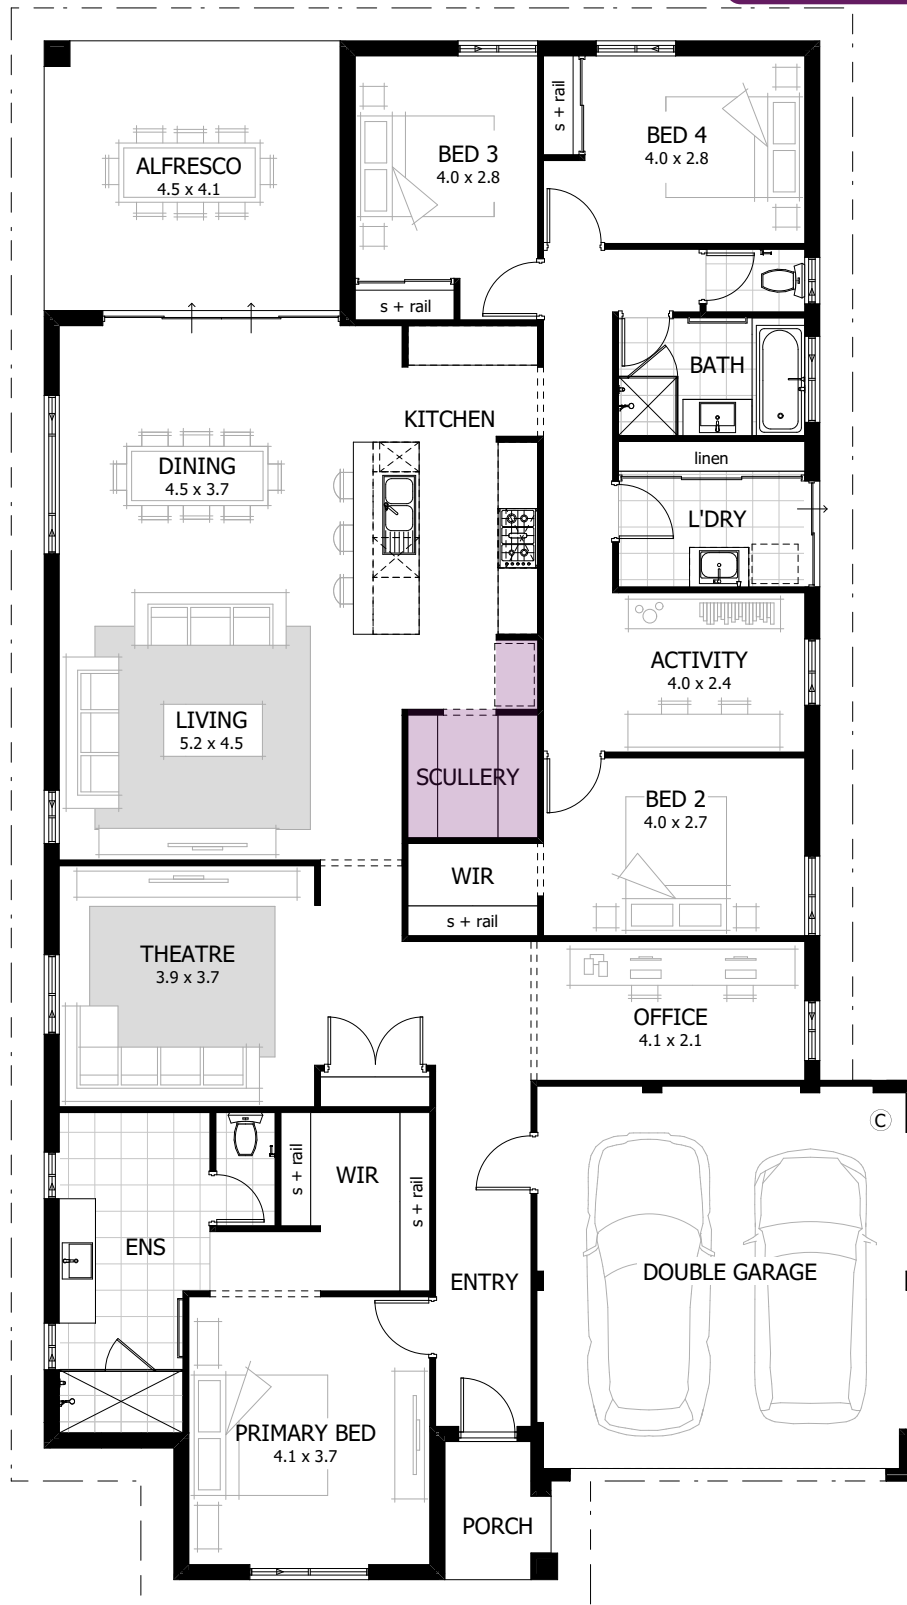 s + rail
BED 3
4.0 x 2.8
BED 4
4.0 x 2.8
ALFRESCO
4.5 x 4.1
s + rail
BATH
KITCHEN
linen
DINING
4.5 x 3.7
L'DRY
ACTIVITY
4.0 x 2.4
LIVING
5.2 x 4.5
SCULLERY
BED 2
4.0 x 2.7
WIR
s + rail
THEATRE
3.9 x 3.7
OFFICE
4.1 x 2.1
C
s + rail
WIR
s + rail
ENS
ENTRY
DOUBLE GARAGE
PRIMARY BED
4.1 x 3.7
PORCH